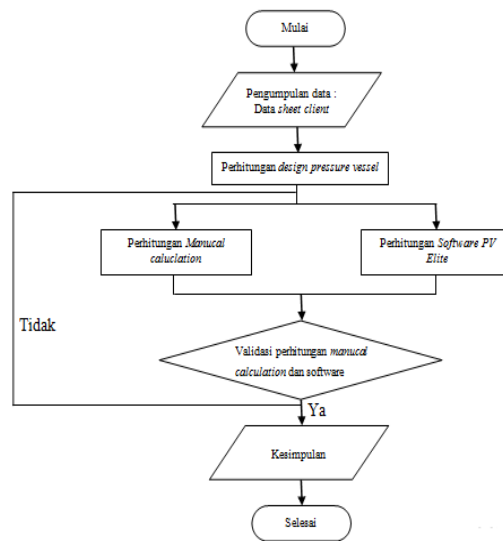 Mulai
Pengumpulan data :
Data sheet client
Perhitungan design pressure vessel
Perhitungan Manucal
caluclation
Perhitungan Software PV
Elite
Tidak
Validasi perhitungan manucal
calculation dan software
Ya
Kesimpulan
Selesai